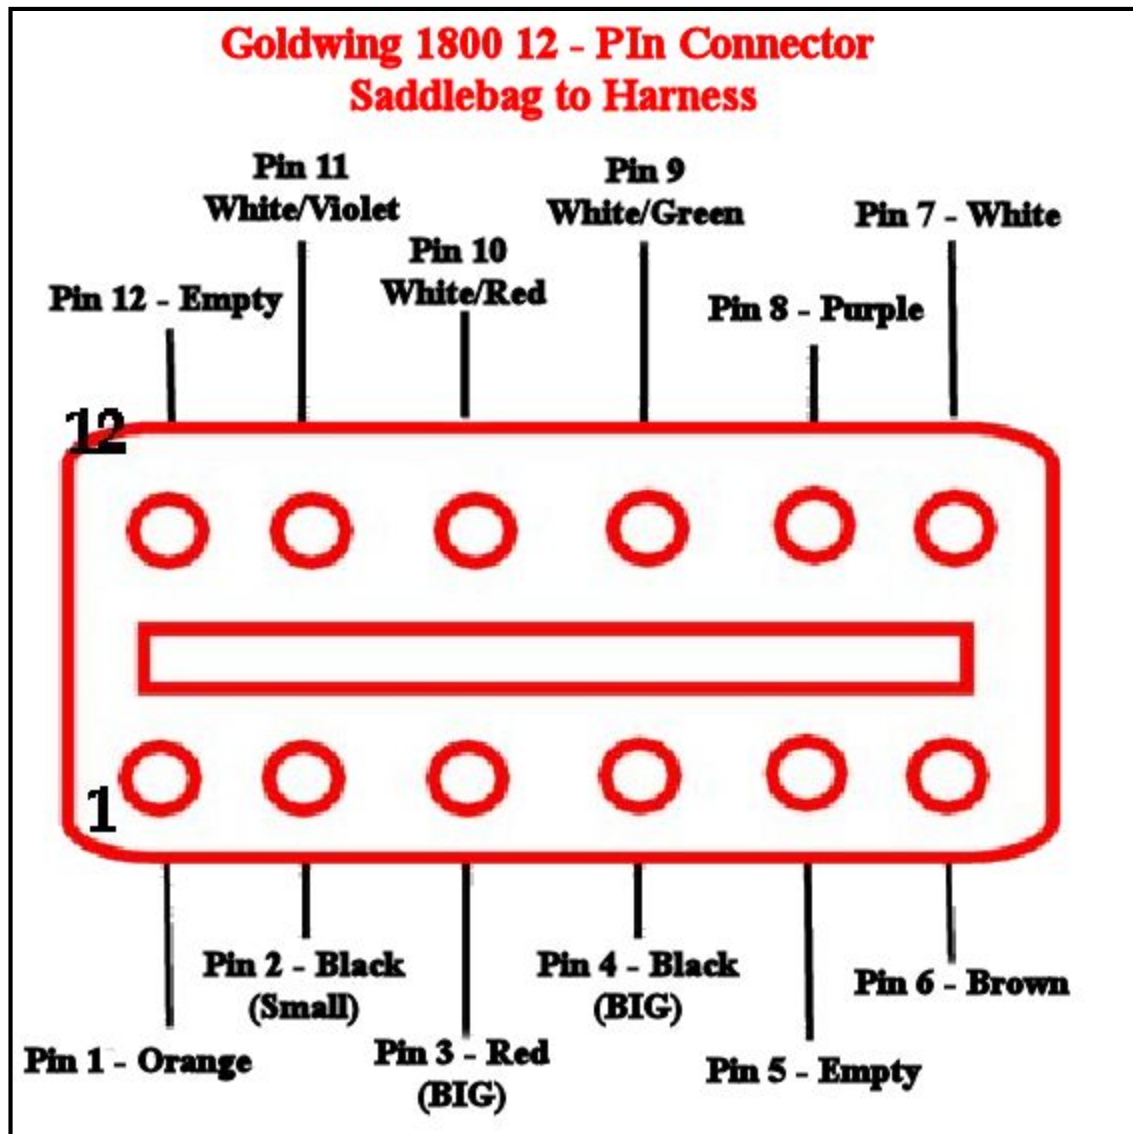 Goldwing 1800 12 - PIn Connector
Saddlebag to Harness
Pin 11
White/Violet
Pin 9
White/Green
Pin 7 - White
Pin 10
White/Red
Pin 12 - Empty
Pin 8 - Purple
12
1
Pin 2 - Black
(Small)
Pin 4 - Black
(BIG)
Pin 6 - Brown
Pin 1 - Orange
Pin 3 - Red
(BIG)
Pin 5 - Empty